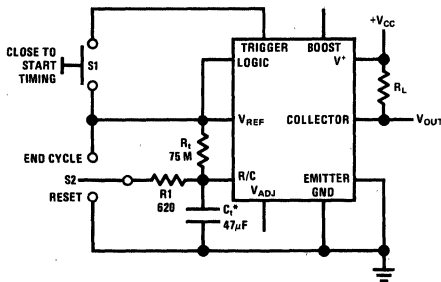 +VCC
CLOSE TO
START
TIMING
S1
TRIGGER
BOOST
LOGIC
V+
RL
VREF
COLLECTOR
VOUT
Rt
75 M
END CYCLE
R/C
EMITTER
S2
R1
620
VADJ
GND
RESET
Ct*
47μF